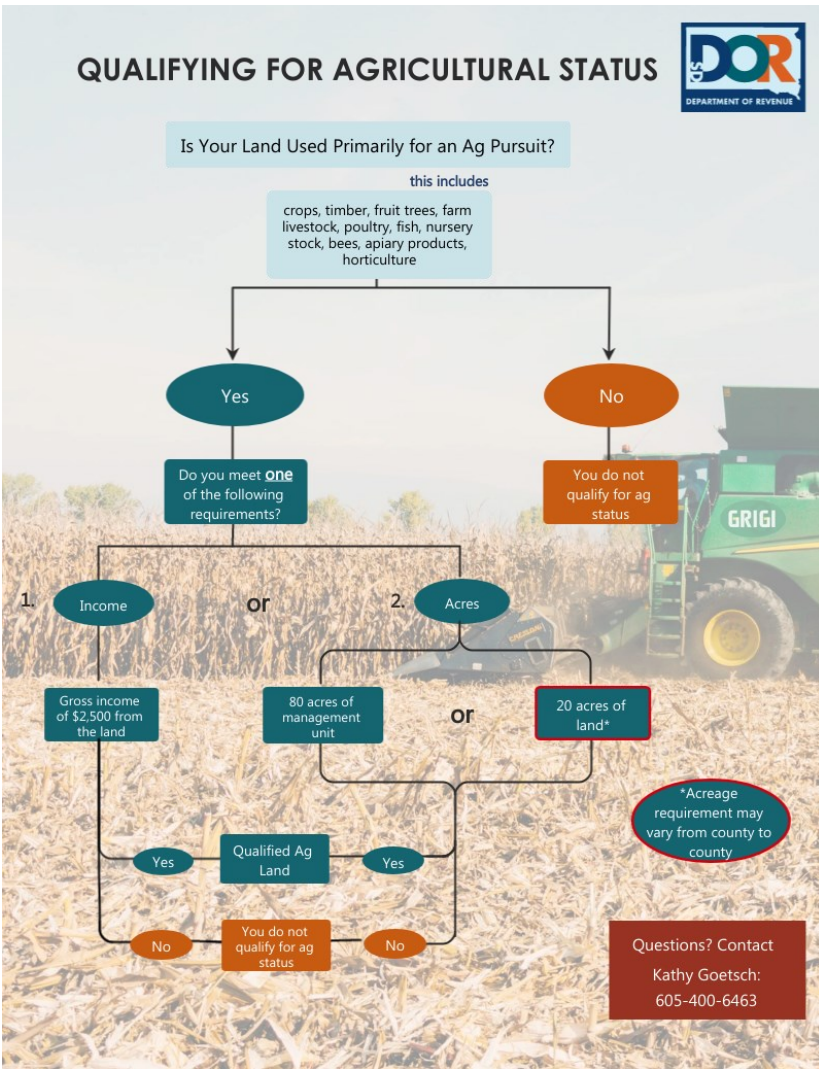 QUALIFYING FOR AGRICULTURAL STATUS
SD
DOR
DEPARTMENT OF REVENUE
Is Your Land Used Primarily for an Ag Pursuit?
this includes
crops, timber, fruit trees, farm
livestock, poultry, fish, nursery
stock, bees, apiary products,
horticulture
Yes
No
Do you meet one
of the following
requirements?
You do not
qualify for ag
status
GRIGI
1.
Income
or
2.
Acres
Gross income
of $2,500 from
the land
80 acres of
management
unit
or
20 acres of
land*
*Acreage
requirement may
vary from county to
county
Yes
Qualified Ag
Land
Yes
No
You do not
qualify for ag
status
No
Questions? Contact
Kathy Goetsch:
605-400-6463